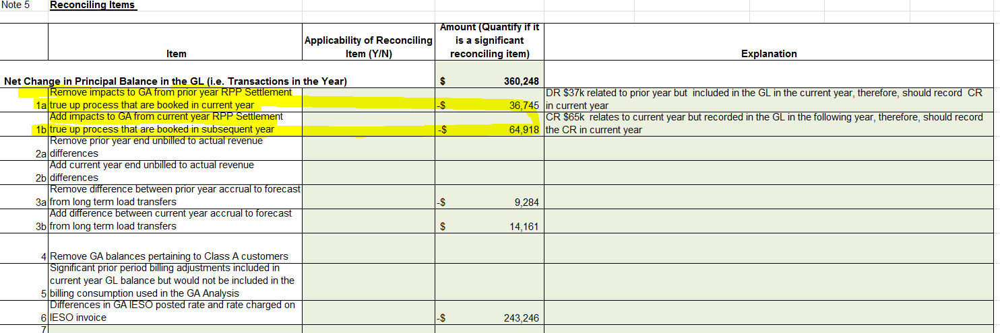 Note 5 Reconciling Items
Item
Applicability of Reconciling
Item (Y/N)
Amount (Quantify if it
is a significant
reconciling item)
Explanation
Net Change in Principal Balance in the GL (i.e. Transactions in the Year) $ 360,248
Remove impacts to GA from prior year RPP Settlement
1a true up process that are booked in current year
-$ 36,745
DR $37k related to prior year but included in the GL in the current year, therefore, should record CR
in current year
Add impacts to GA from current year RPP Settlement
1b true up process that are booked in subsequent year
-$ 64,918
CR $65k relates to current year but recorded in the GL in the following year, therefore, should record
the CR in current year
Remove prior year end unbilled to actual revenue
2a differences
Add current year end unbilled to actual revenue
2b differences
Remove difference between prior year accrual to forecast
3a from long term load transfers -$ 9,284
Add difference between current year accrual to forecast
3b from long term load transfers $ 14,161
4 Remove GA balances pertaining to Class A customers
Significant prior period billing adjustments included in
current year GL balance but would not be included in the
5 billing consumption used in the GA Analysis
Differences in GA IESO posted rate and rate charged on
6 IESO invoice -$ 243,246
7